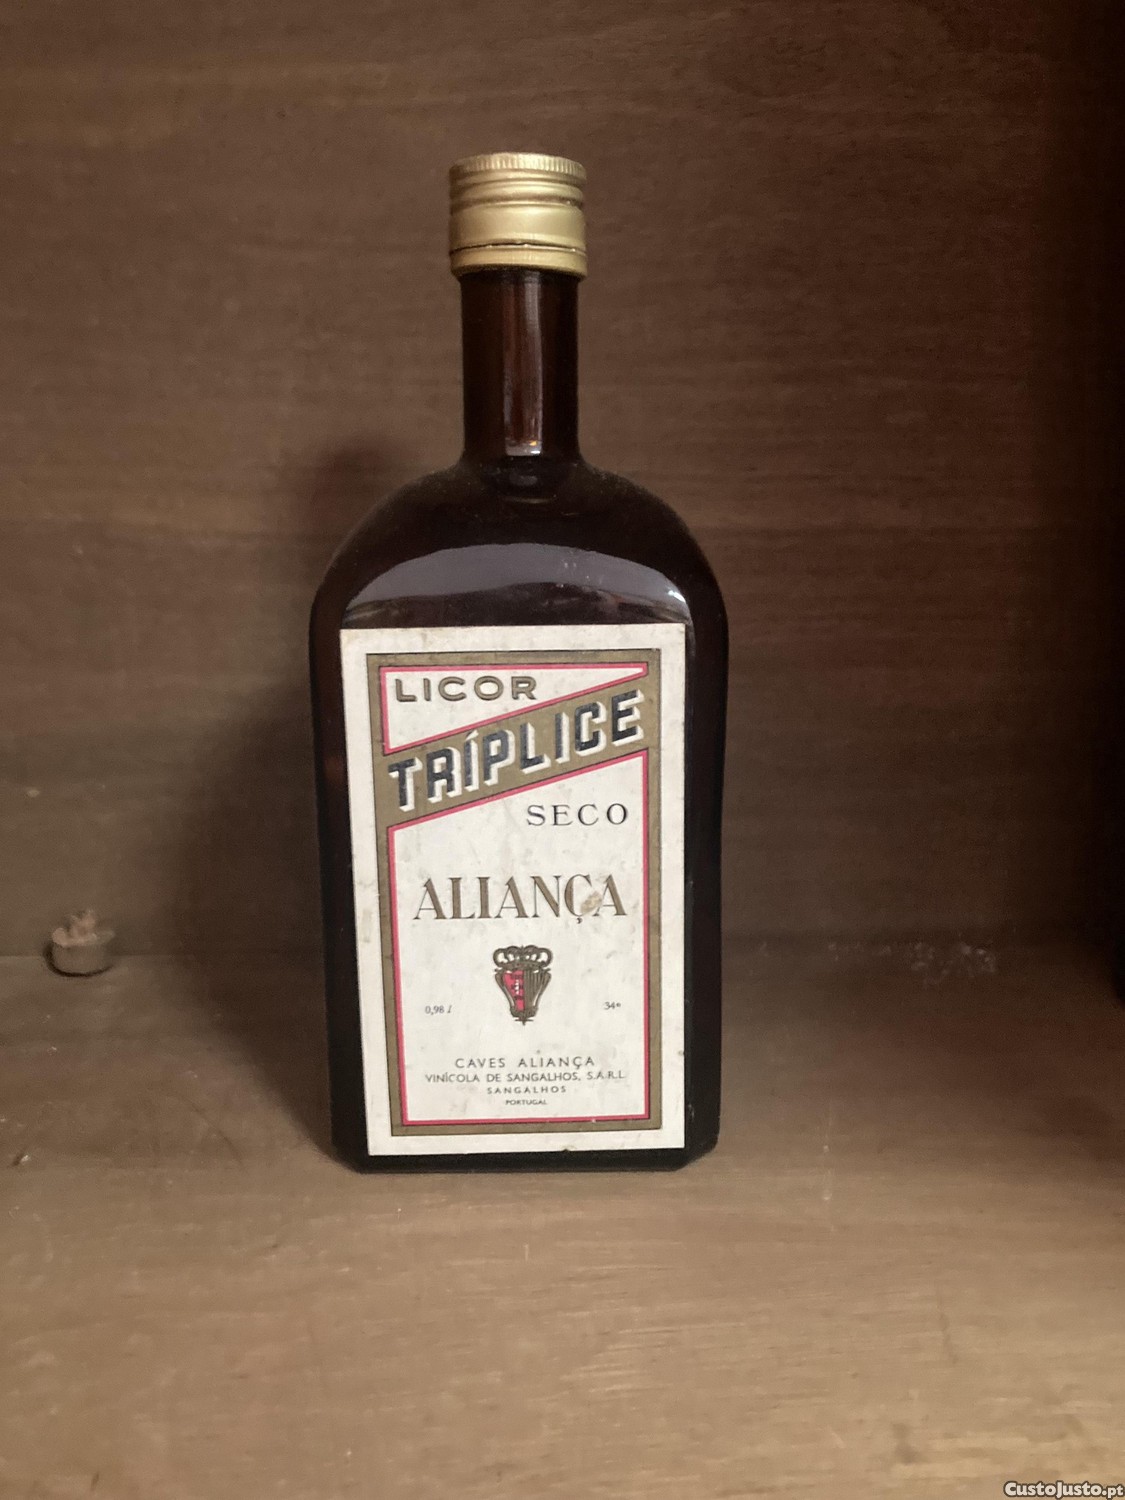 LICOR
TRÍPLICE
SECO
ALIANÇA
0,98 l 34º
CAVES ALIANÇA
VINÍCOLA DE SANGALHOS, S.A.R.L.
SANGALHOS
PORTUGAL
CustoJusto.pt